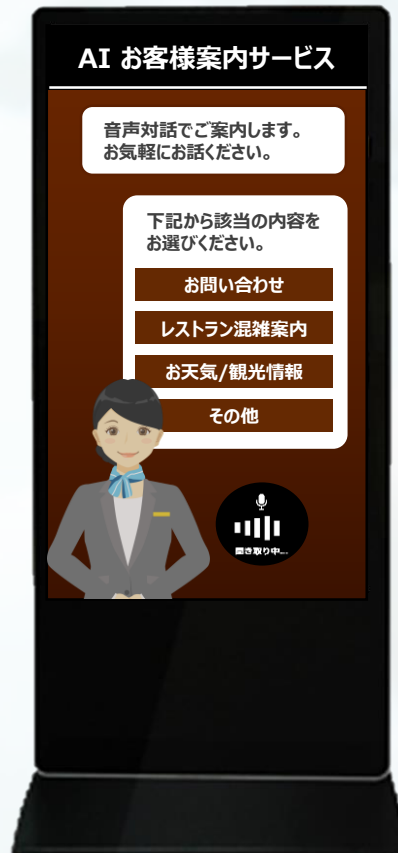 AI お客様案内サービス
音声対話でご案内します。
お気軽にお話ください。
下記から該当の内容を
お選びください。
お問い合わせ
レストラン混雑案内
お天気/観光情報
その他
聞き取り中...